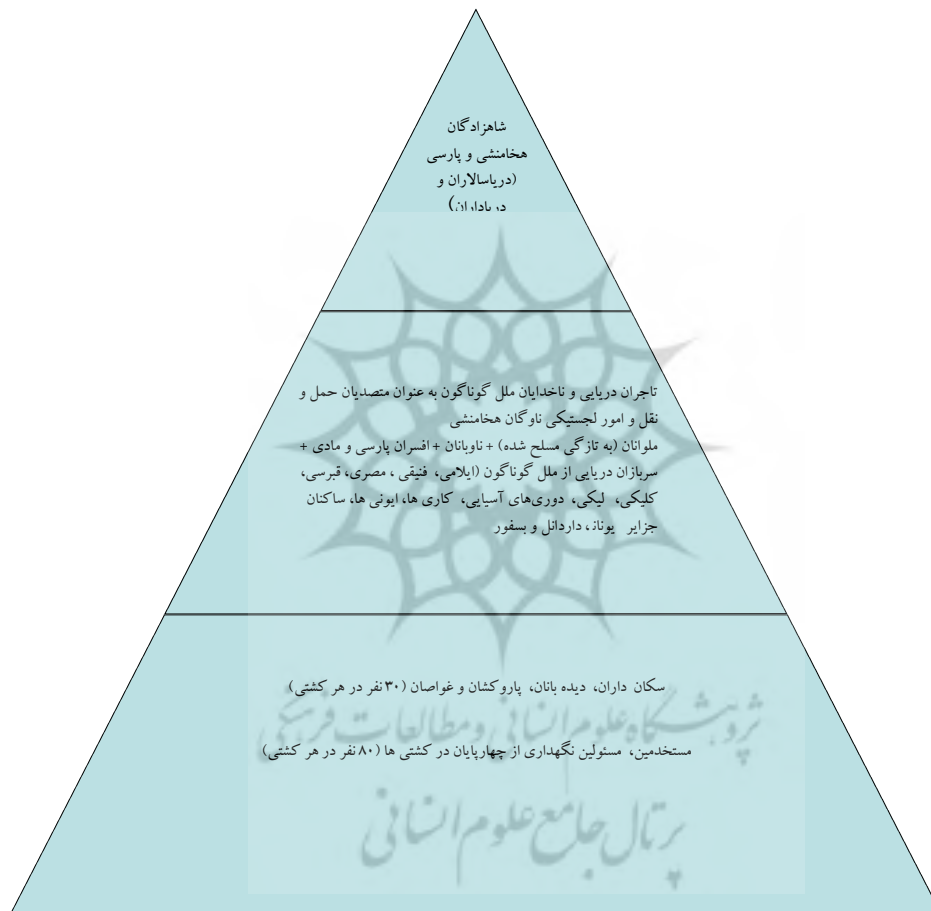 شاهزادگان
هخامنشی و پارسی
(دریاسالاران و
دریاداران)
تاجران دریایی و ناخدایان ملل گوناگون به عنوان متصدیان حمل و
نقل و امور لجستیکی ناوگان هخامنشی
ملوانان (به تازگی مسلح شده) + ناوبانان + افسران پارسی و مادی +
سربازان دریایی از ملل گوناگون (ایلامی، فنیقی ، مصری، قبرسی،
کلیکی، لیکی، دوری‌های آسیایی، کاری ها، ایونی ها، ساکنان
جزایر یونان، داردانل و بسفور
سکان داران، دیده بانان، پاروکشان و غواصان (۳۰ نفر در هر کشتی)
پژوهشگاه علوم انسانی و مطالعات فرهنگی
مستخدمین، مسئولین نگهداری از چهارپایان در کشتی ها (۸۰ نفر در هر کشتی)
پرتال جامع علوم انسانی